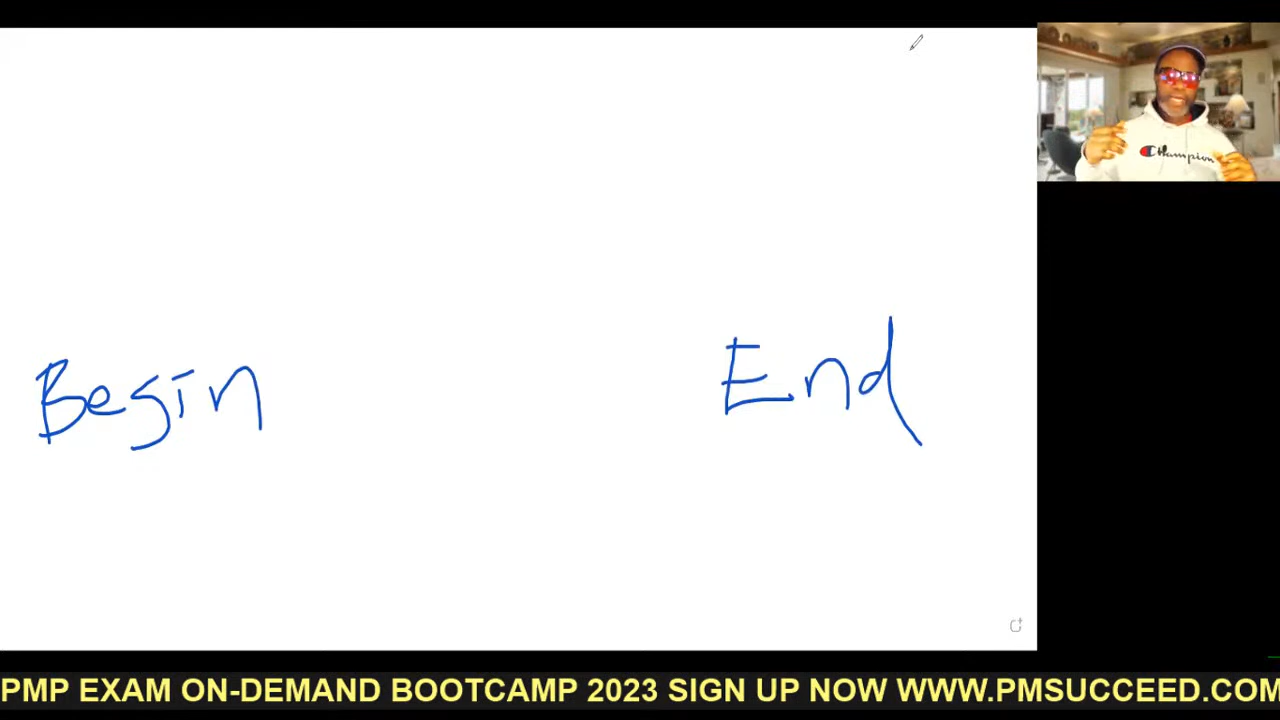 Champion
Begin End
PMP EXAM ON-DEMAND BOOTCAMP 2023 SIGN UP NOW WWW.PMSUCCEED.COM